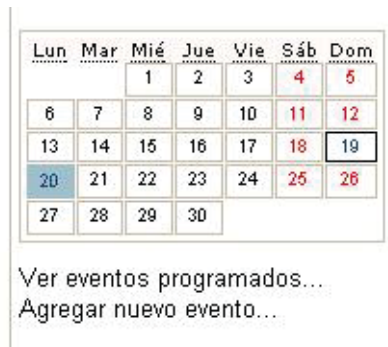 Lun Mar Mié Jue Vie Sáb Dom
1 2 3 4 5
6 7 8 9 10 11 12
13 14 15 16 17 18 19
20 21 22 23 24 25 26
27 28 29 30
Ver eventos programados...
Agregar nuevo evento...